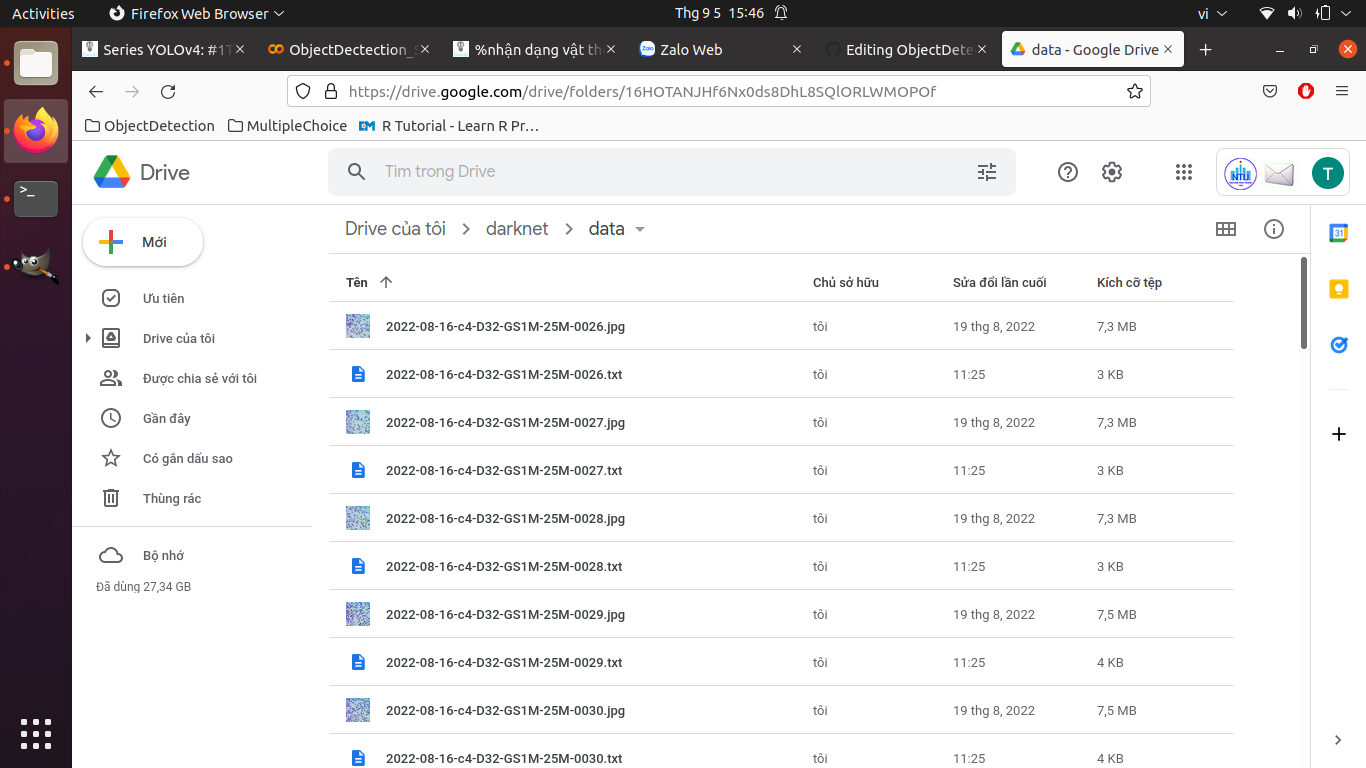 Activities Firefox Web Browser Thg 9 5 15:46 vi
Series YOLOv4: #1T ObjectDectection_S %nhận dạng vật th Zalo Web Editing ObjectDete data - Google Drive
https://drive.google.com/drive/folders/16HOTANJHf6Nx0ds8DhL8SQlORLWMOPOf
ObjectDetection MultipleChoice R Tutorial - Learn R Pr…
Drive Tìm trong Drive NTU T
Mới
Ưu tiên
Drive của tôi
Được chia sẻ với tôi
Gần đây
Có gắn dấu sao
Thùng rác
Bộ nhớ
Đã dùng 27,34 GB
Drive của tôi darknet data
Tên Chủ sở hữu Sửa đổi lần cuối Kích cỡ tệp
2022-08-16-c4-D32-GS1M-25M-0026.jpg tôi 19 thg 8, 2022 7,3 MB
2022-08-16-c4-D32-GS1M-25M-0026.txt tôi 11:25 3 KB
2022-08-16-c4-D32-GS1M-25M-0027.jpg tôi 19 thg 8, 2022 7,3 MB
2022-08-16-c4-D32-GS1M-25M-0027.txt tôi 11:25 3 KB
2022-08-16-c4-D32-GS1M-25M-0028.jpg tôi 19 thg 8, 2022 7,3 MB
2022-08-16-c4-D32-GS1M-25M-0028.txt tôi 11:25 3 KB
2022-08-16-c4-D32-GS1M-25M-0029.jpg tôi 19 thg 8, 2022 7,5 MB
2022-08-16-c4-D32-GS1M-25M-0029.txt tôi 11:25 4 KB
2022-08-16-c4-D32-GS1M-25M-0030.jpg tôi 19 thg 8, 2022 7,5 MB
2022-08-16-c4-D32-GS1M-25M-0030.txt tôi 11:25 4 KB
31